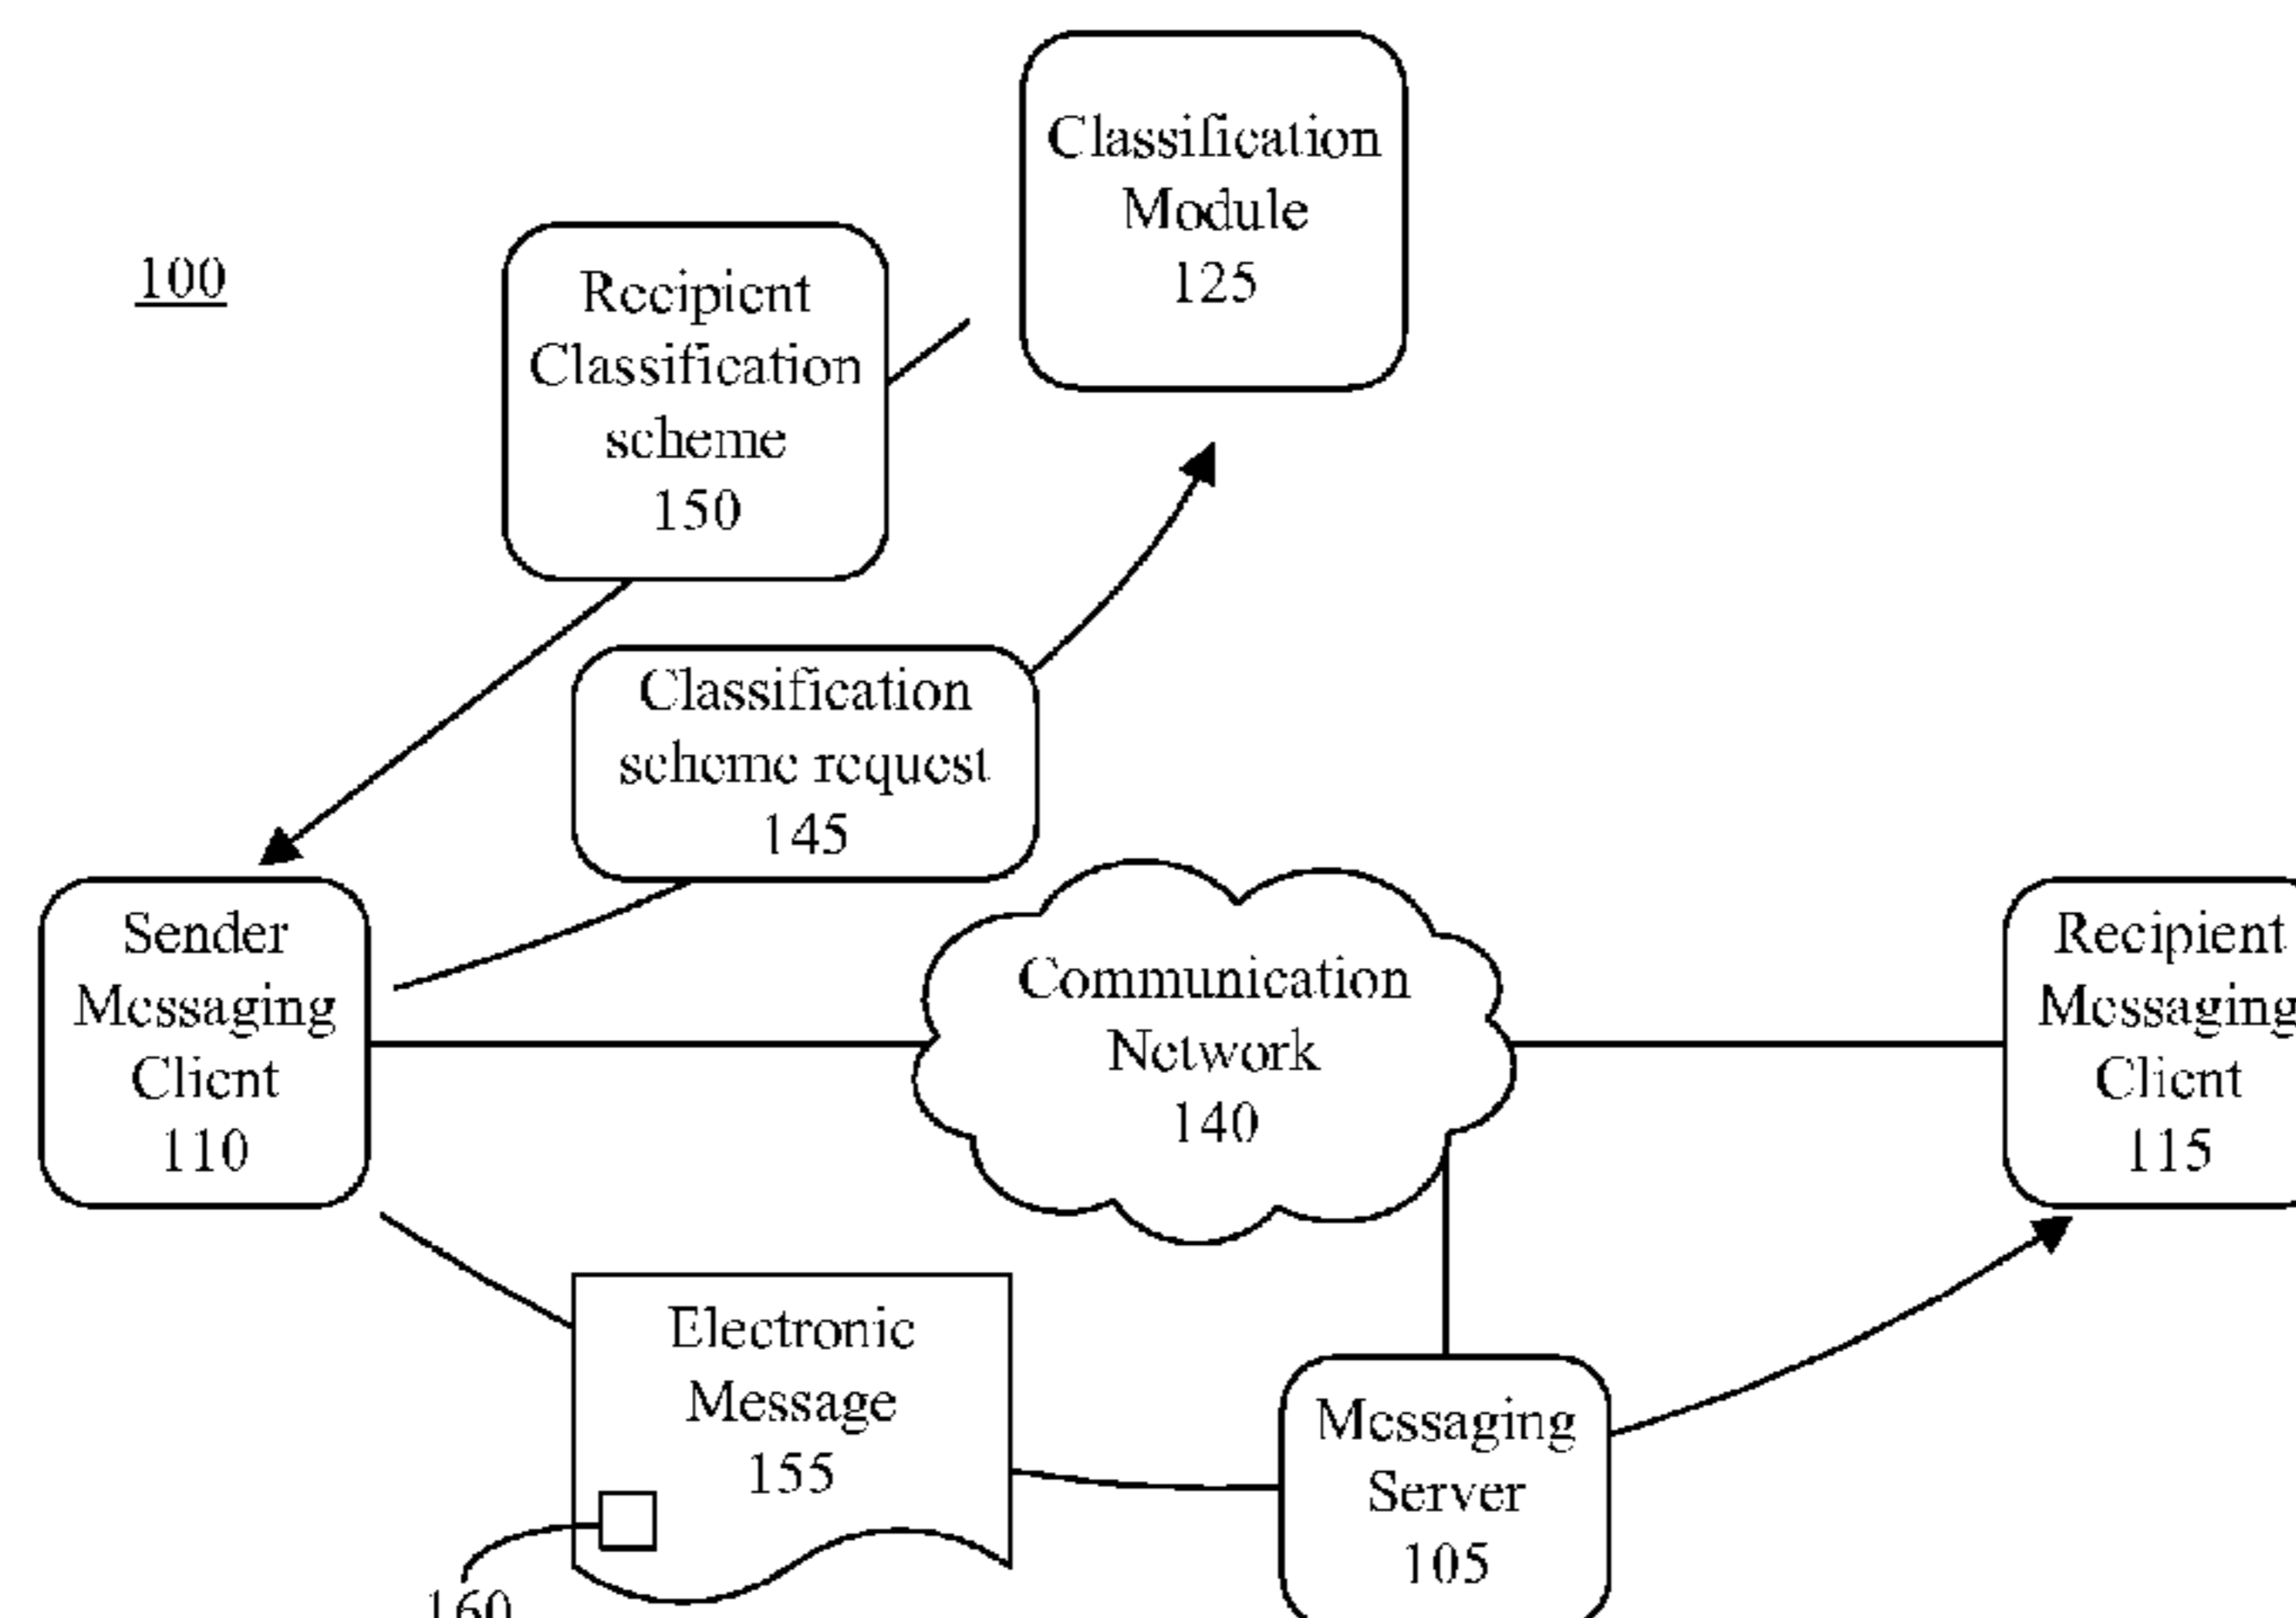 100
Classification
Module
125
Recipient
Classification
scheme
150
Classification
scheme request
145
Sender
Messaging
Client
110
Communication
Network
140
Recipient
Messaging
Client
115
Electronic
Message
155
160
Messaging
Server
105